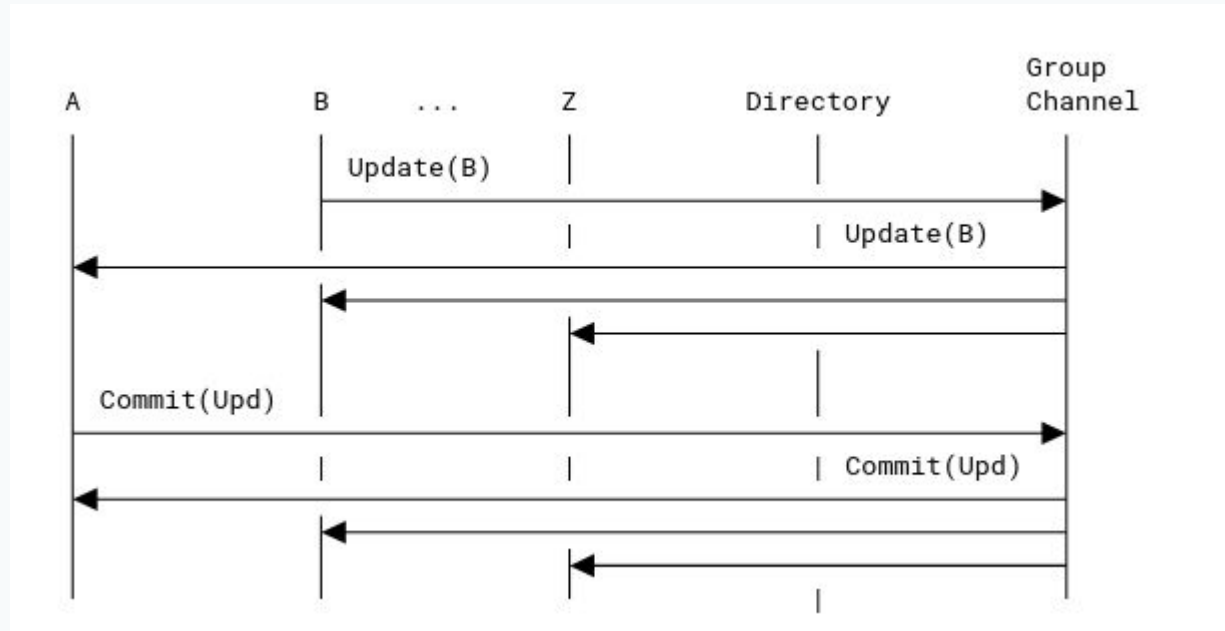 Group
A B ... Z Directory Channel
Update(B)
Update(B)
Commit(Upd)
Commit(Upd)